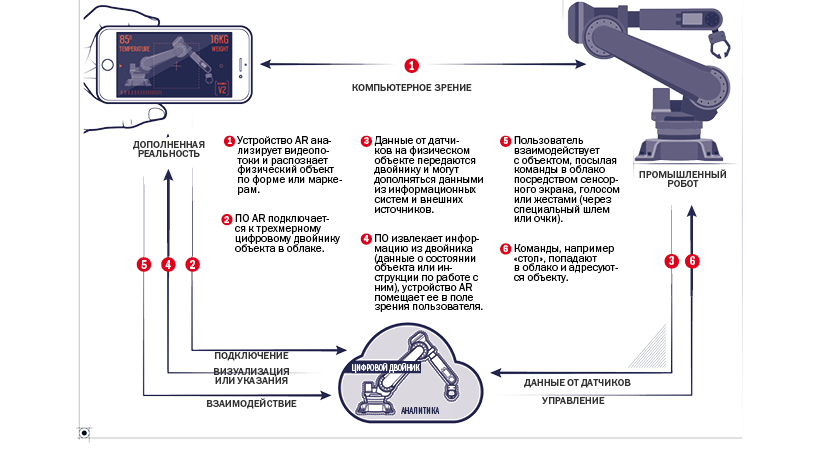 85°
TEMPERATURE
16KG
WEIGHT
V2
1
КОМПЬЮТЕРНОЕ ЗРЕНИЕ
ДОПОЛНЕННАЯ
РЕАЛЬНОСТЬ
ПРОМЫШЛЕННЫЙ
РОБОТ
1 Устройство AR ана-
лизирует видеопо-
токи и распознает
физический объект
по форме или марке-
рам.
2 ПО AR подключает-
ся к трехмерному
цифровому двойнику
объекта в облаке.
3 Данные от датчи-
ков на физическом
объекте передаются
двойнику и могут
дополняться данными
из информационных
систем и внешних
источников.
4 ПО извлекает инфор-
мацию из двойника
(данные о состоянии
объекта или ин-
струкции по работе с
ним), устройство AR
помещает ее в поле
зрения пользователя.
5 Пользователь
взаимодействует
с объектом, посылая
команды в облако
посредством сенсор-
ного экрана, голосом
или жестами (через
специальный шлем
или очки).
6 Команды, например
«стоп», попадают
в облако и адресуют-
ся объекту.
5 4 2
3 6
ПОДКЛЮЧЕНИЕ
ВИЗУАЛИЗАЦИЯ
ИЛИ УКАЗАНИЯ
ВЗАИМОДЕЙСТВИЕ
ЦИФРОВОЙ ДВОЙНИК
АНАЛИТИКА
ДАННЫЕ ОТ ДАТЧИКОВ
УПРАВЛЕНИЕ